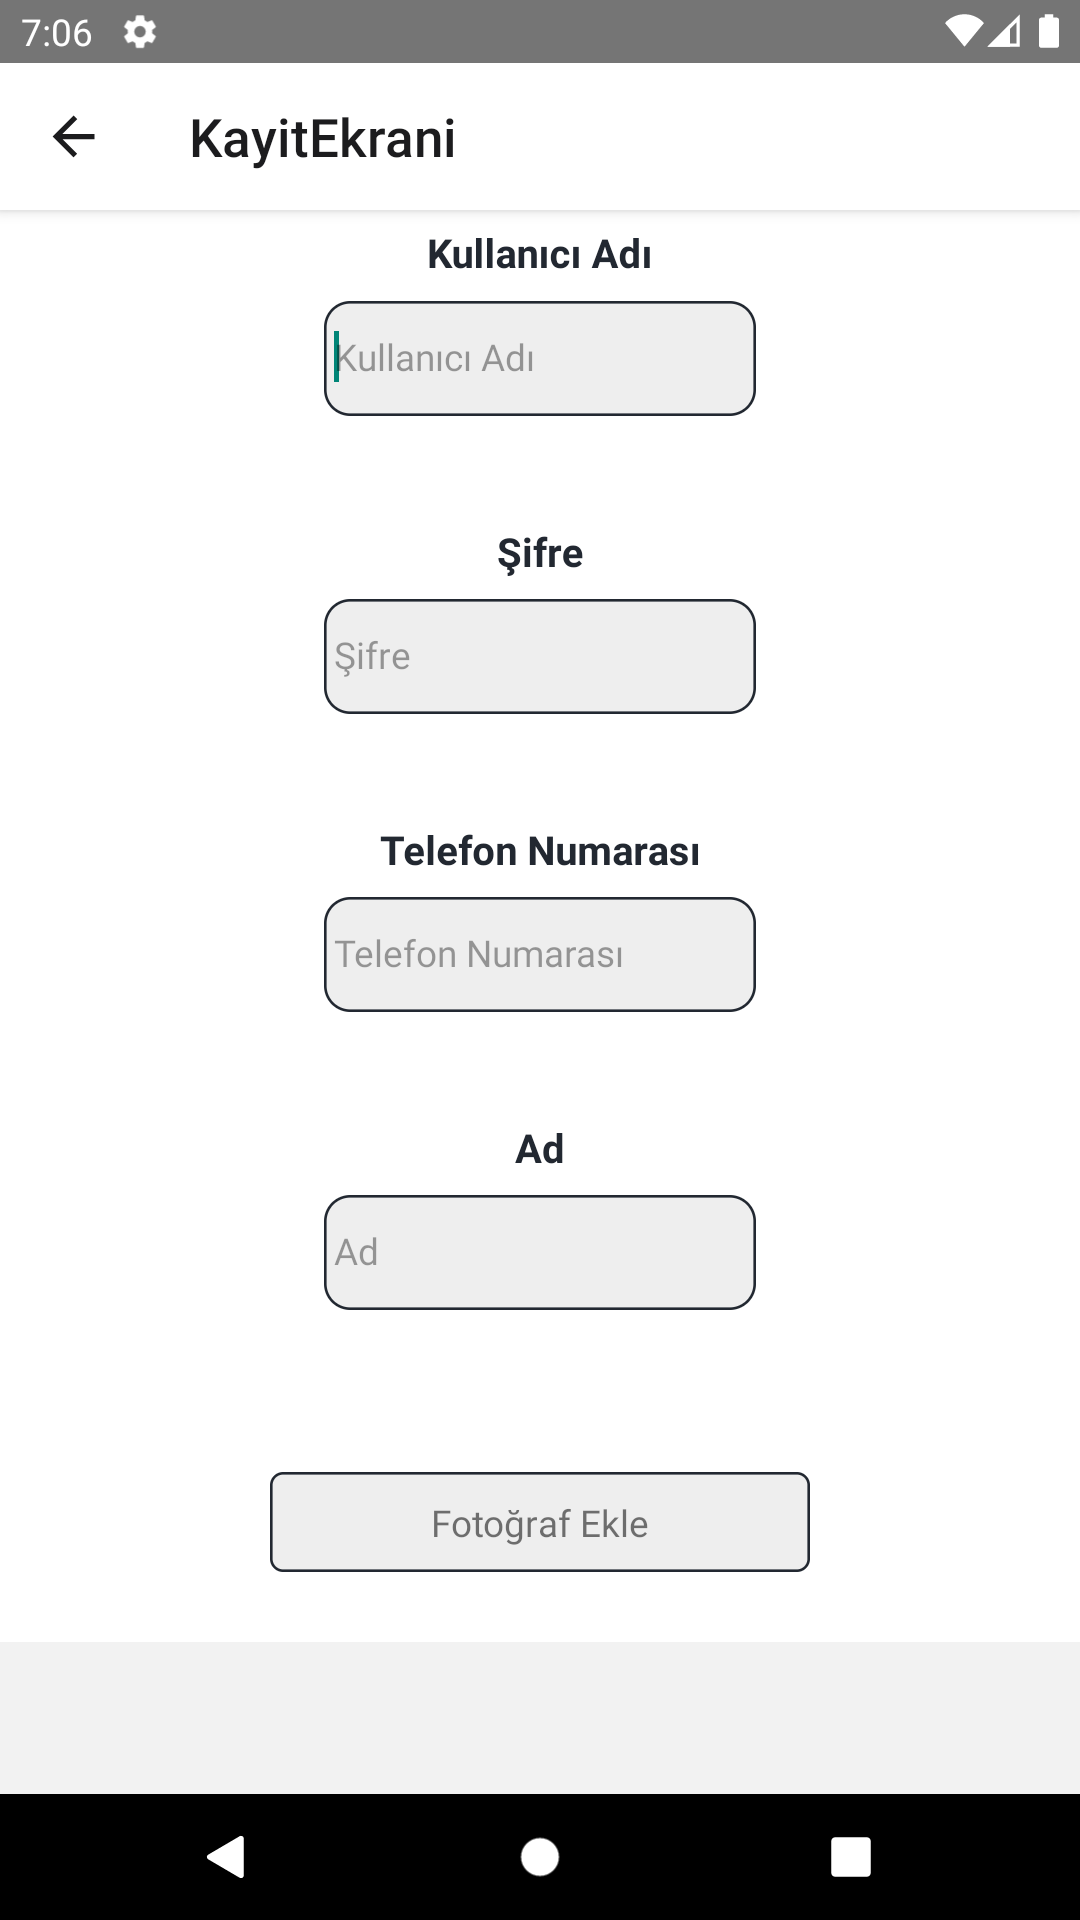 7:06
KayitEkrani
Kullanıcı Adı
Kullanıcı Adı
Şifre
Şifre
Telefon Numarası
Telefon Numarası
Ad
Ad
Fotoğraf Ekle